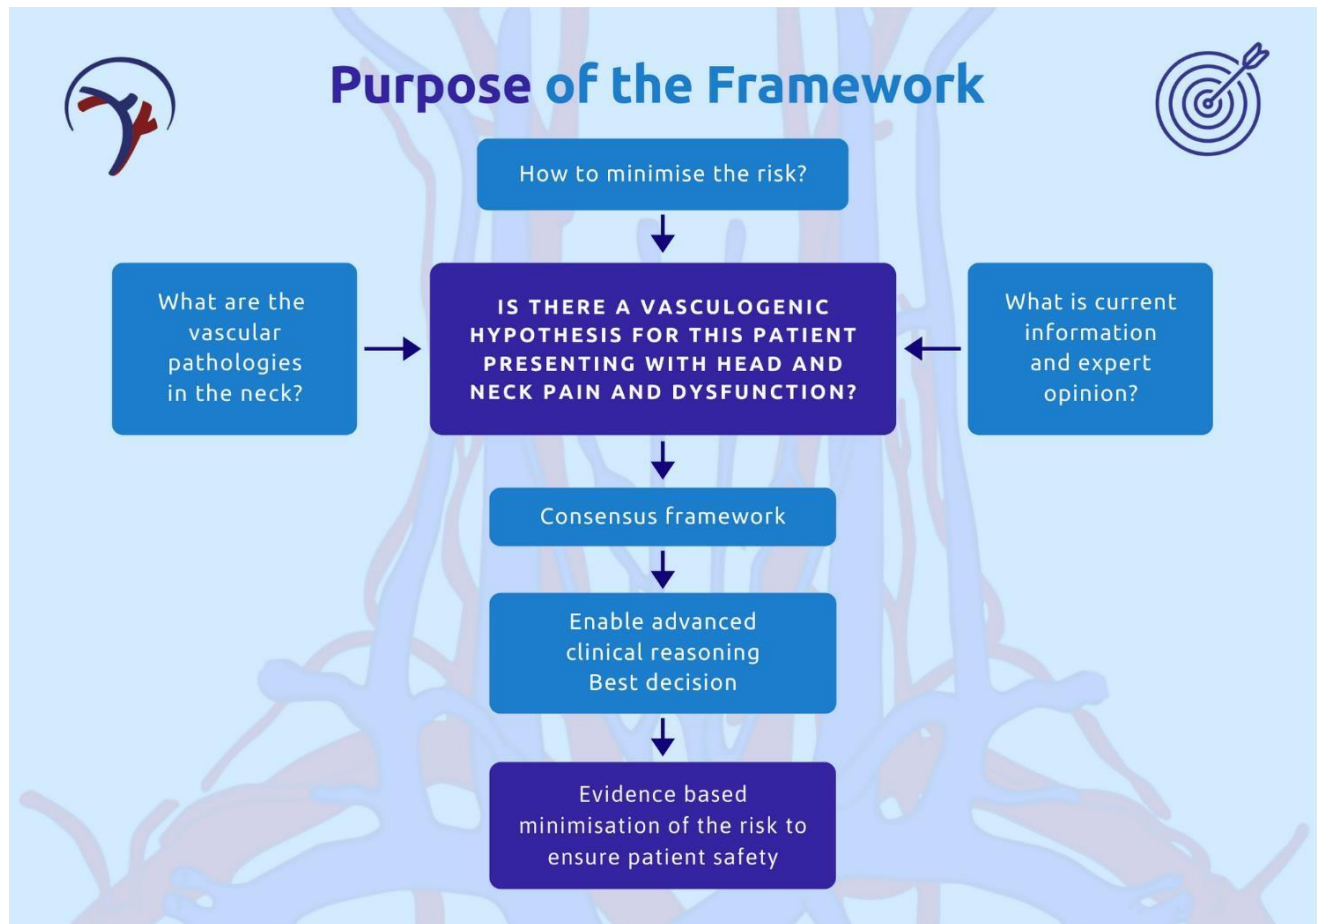 Purpose of the Framework
How to minimise the risk?
What are the
vascular
pathologies
in the neck?
IS THERE A VASCULOGENIC
HYPOTHESIS FOR THIS PATIENT
PRESENTING WITH HEAD AND
NECK PAIN AND DYSFUNCTION?
What is current
information
and expert
opinion?
Consensus framework
Enable advanced
clinical reasoning
Best decision
Evidence based
minimisation of the risk to
ensure patient safety